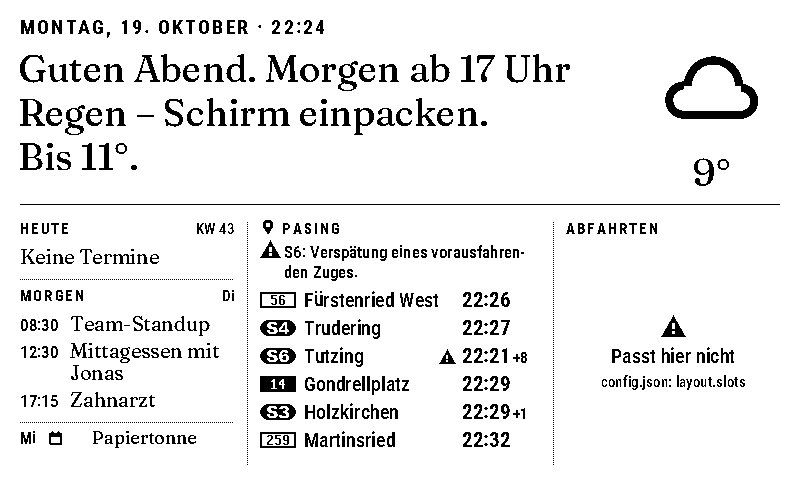 MONTAG, 19. OKTOBER · 22:24
Guten Abend. Morgen ab 17 Uhr
Regen – Schirm einpacken.
Bis 11°.
9°
HEUTE KW 43
Keine Termine
MORGEN Di
08:30 Team-Standup
12:30 Mittagessen mit
Jonas
17:15 Zahnarzt
Mi Papiertonne
PASING
S6: Verspätung eines vorausfahren-
den Zuges.
56 Fürstenried West 22:26
S4 Trudering 22:27
S6 Tutzing 22:21 +8
14 Gondrellplatz 22:29
S3 Holzkirchen 22:29 +1
259 Martinsried 22:32
ABFAHRTEN
Passt hier nicht
config.json: layout.slots